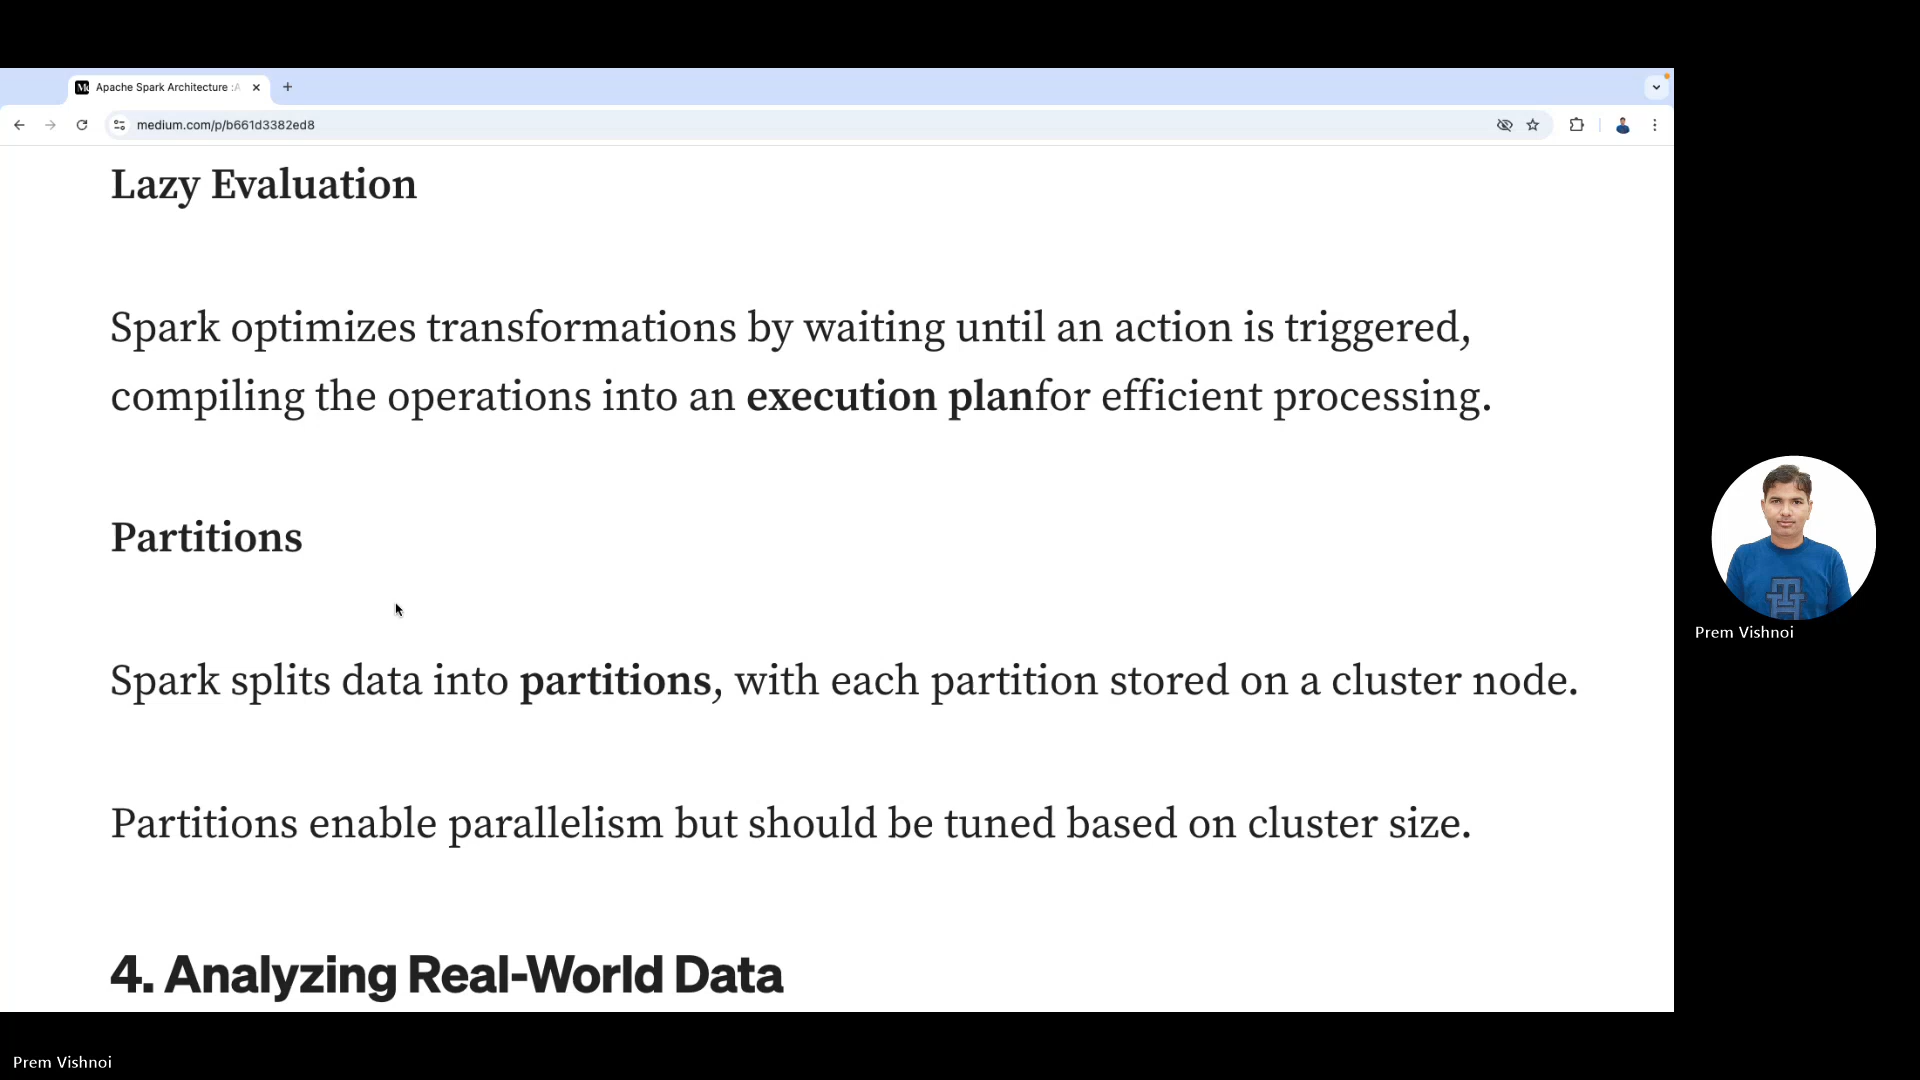 Apache Spark Architecture :A
medium.com/p/b661d3382ed8
Lazy Evaluation
Spark optimizes transformations by waiting until an action is triggered,
compiling the operations into an execution planfor efficient processing.
Partitions
Spark splits data into partitions, with each partition stored on a cluster node.
Partitions enable parallelism but should be tuned based on cluster size.
4. Analyzing Real-World Data
Prem Vishnoi
Prem Vishnoi